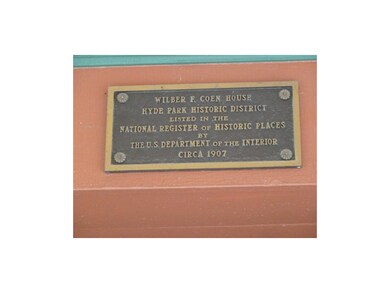 WILBER F. COEN HOUSE
HYDE PARK HISTORIC DISTRICT
LISTED IN THE
NATIONAL REGISTER OF HISTORIC PLACES
BY
THE U.S. DEPARTMENT OF THE INTERIOR
CIRCA 1907